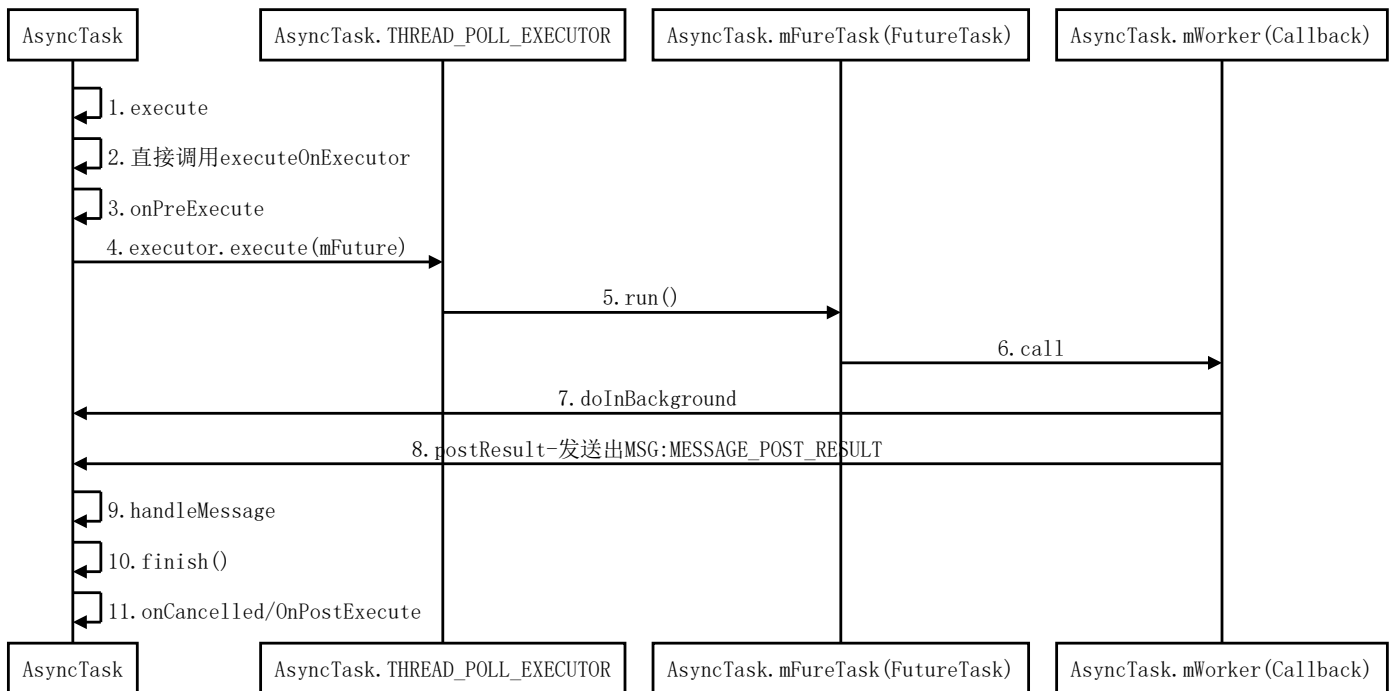 AsyncTask
AsyncTask.THREAD_POLL_EXECUTOR
AsyncTask.mFureTask(FutureTask)
AsyncTask.mWorker(Callback)
1.execute
2.直接调用executeOnExecutor
3.onPreExecute
4.executor.execute(mFuture)
5.run()
6.call
7.doInBackground
8.postResult-发送出MSG:MESSAGE_POST_RESULT
9.handleMessage
10.finish()
11.onCancelled/OnPostExecute
AsyncTask
AsyncTask.THREAD_POLL_EXECUTOR
AsyncTask.mFureTask(FutureTask)
AsyncTask.mWorker(Callback)